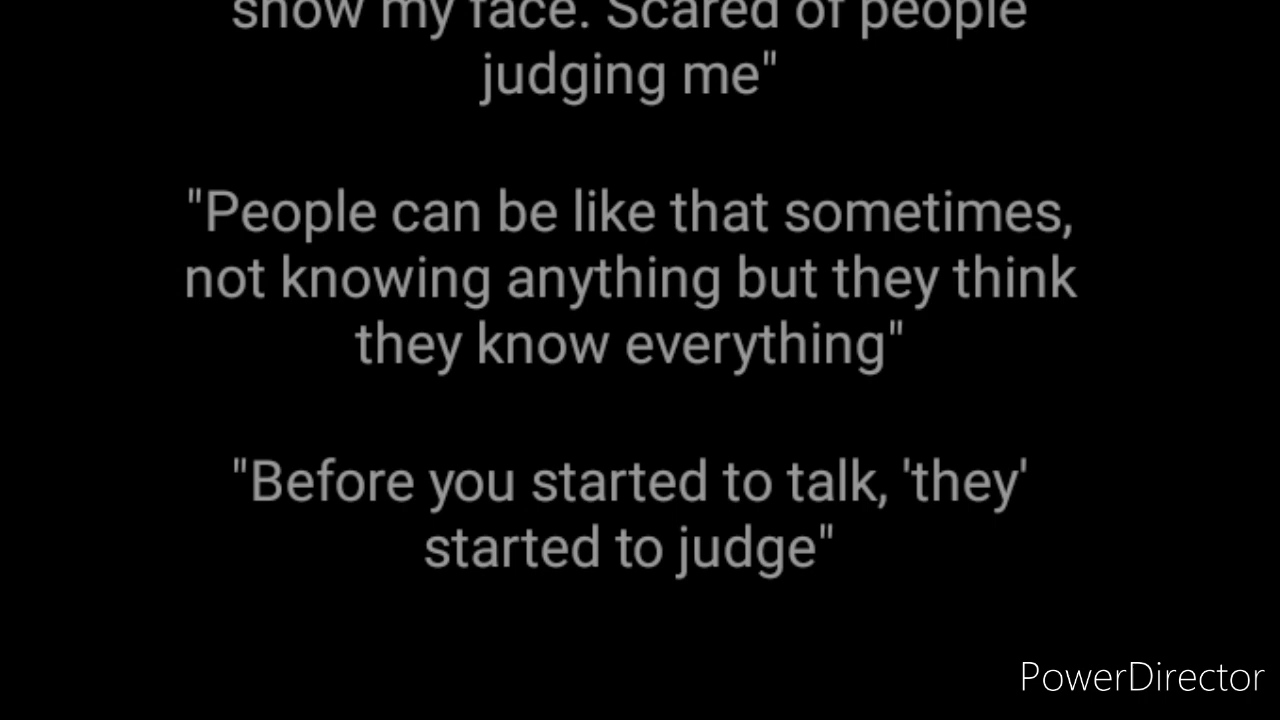 show my face. Scared of people
judging me"
"People can be like that sometimes,
not knowing anything but they think
they know everything"
"Before you started to talk, 'they'
started to judge"
PowerDirector